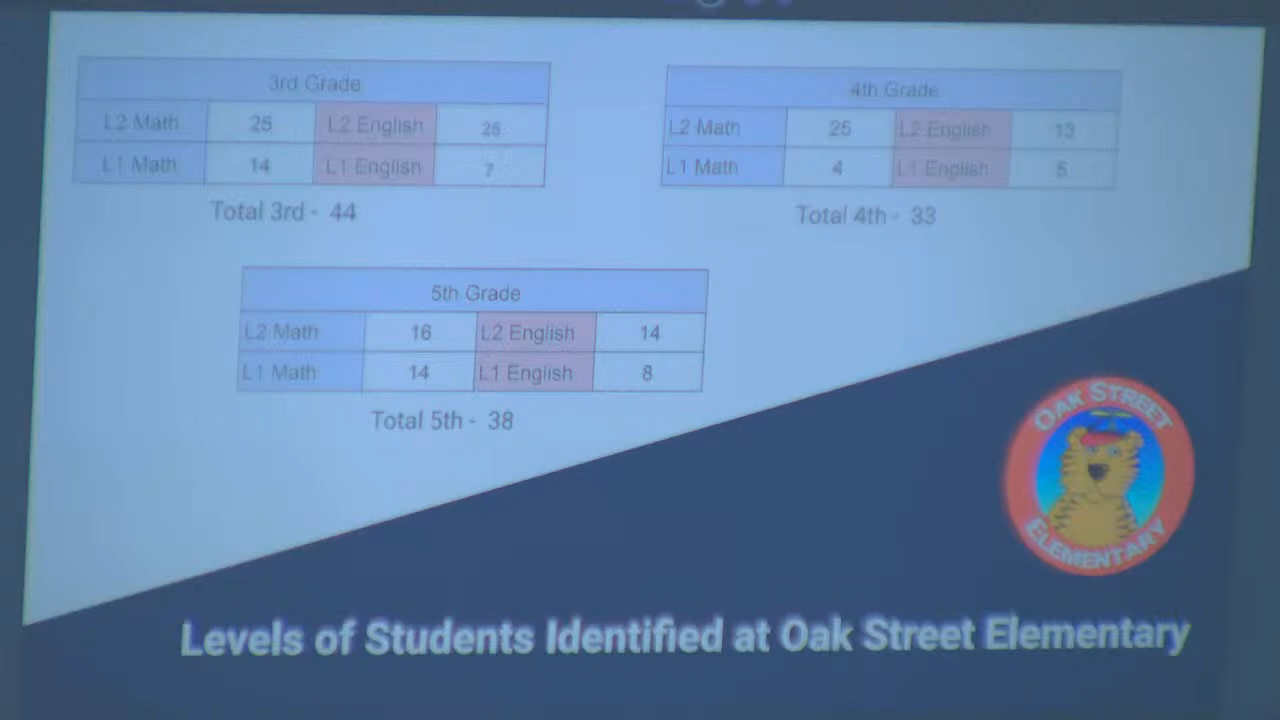 3rd Grade
L2 Math 25 L2 English 25
L1 Math 14 L1 English 7
Total 3rd - 44
4th Grade
L2 Math 25 L2 English 13
L1 Math 4 L1 English 5
Total 4th - 33
5th Grade
L2 Math 16 L2 English 14
L1 Math 14 L1 English 8
Total 5th - 38
OAK STREET
ELEMENTARY
Levels of Students Identified at Oak Street Elementary